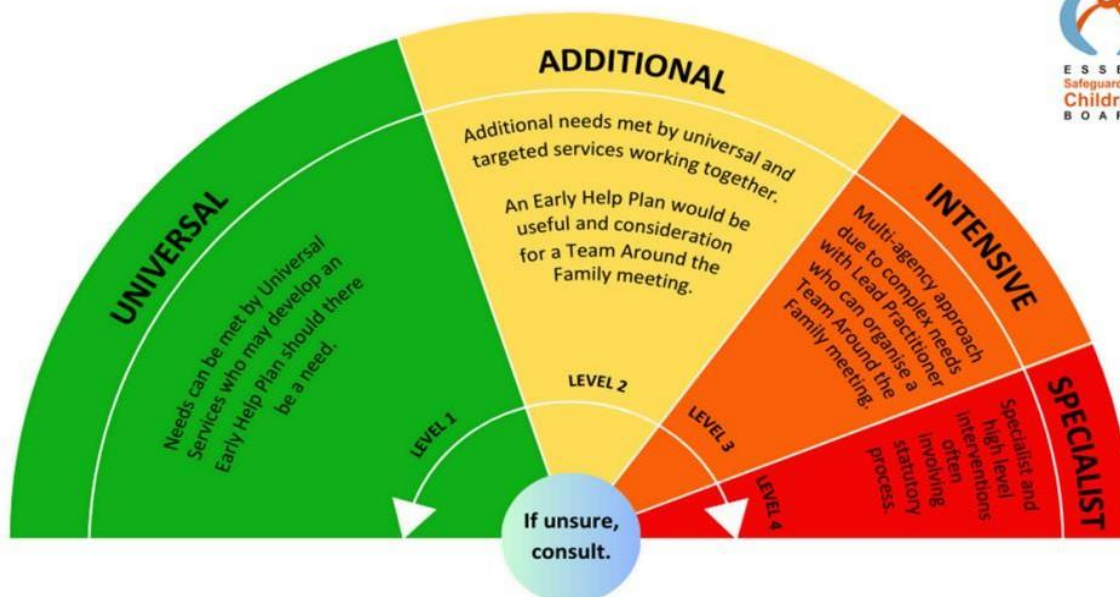 UNIVERSAL
Needs can be met by Universal
Services who may develop an
Early Help Plan should there
be a need.
LEVEL 1
ADDITIONAL
Additional needs met by universal and
targeted services working together.
An Early Help Plan would be
useful and consideration
for a Team Around the
Family meeting.
LEVEL 2
INTENSIVE
Multi-agency approach
due to complex needs
with Lead Practitioner
who can organise a
Team Around the
Family meeting.
LEVEL 3
SPECIALIST
Specialist and
high level
interventions
often
involving
statutory
process.
LEVEL 4
If unsure,
consult.